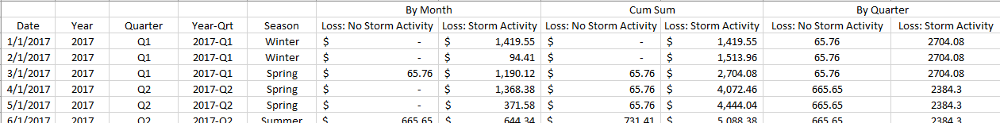 By Month Cum Sum By Quarter
Date Year Quarter Year-Qrt Season Loss: No Storm Activity Loss: Storm Activity Loss: No Storm Activity Loss: Storm Activity Loss: No Storm Activity Loss: Storm Activity
1/1/2017 2017 Q1 2017-Q1 Winter $ - $ 1,419.55 $ - $ 1,419.55 65.76 2704.08
2/1/2017 2017 Q1 2017-Q1 Winter $ - $ 94.41 $ - $ 1,513.96 65.76 2704.08
3/1/2017 2017 Q1 2017-Q1 Spring $ 65.76 $ 1,190.12 $ 65.76 $ 2,704.08 65.76 2704.08
4/1/2017 2017 Q2 2017-Q2 Spring $ - $ 1,368.38 $ 65.76 $ 4,072.46 665.65 2384.3
5/1/2017 2017 Q2 2017-Q2 Spring $ - $ 371.58 $ 65.76 $ 4,444.04 665.65 2384.3
6/1/2017 2017 Q2 2017-Q2 Summer $ 665.65 $ 644.34 $ 731.41 $ 5,088.38 665.65 2384.3